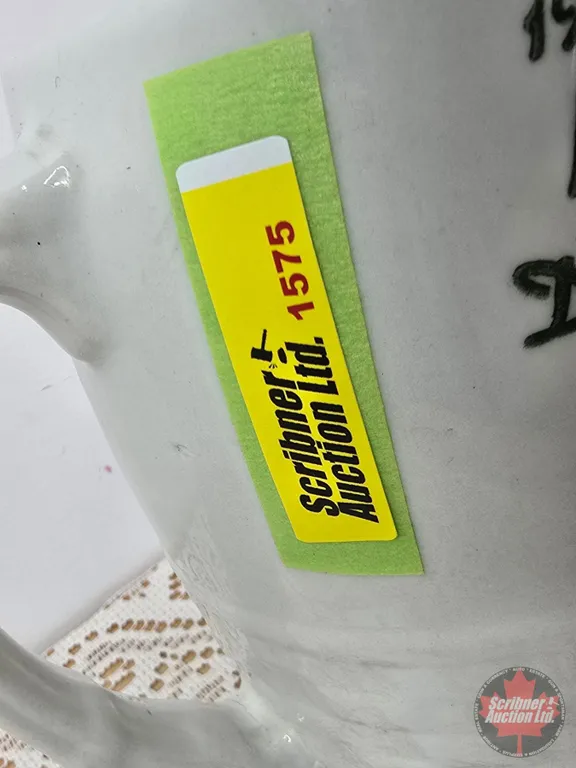 Scribner
Auction Ltd. 1575
Scribner
Auction Ltd.